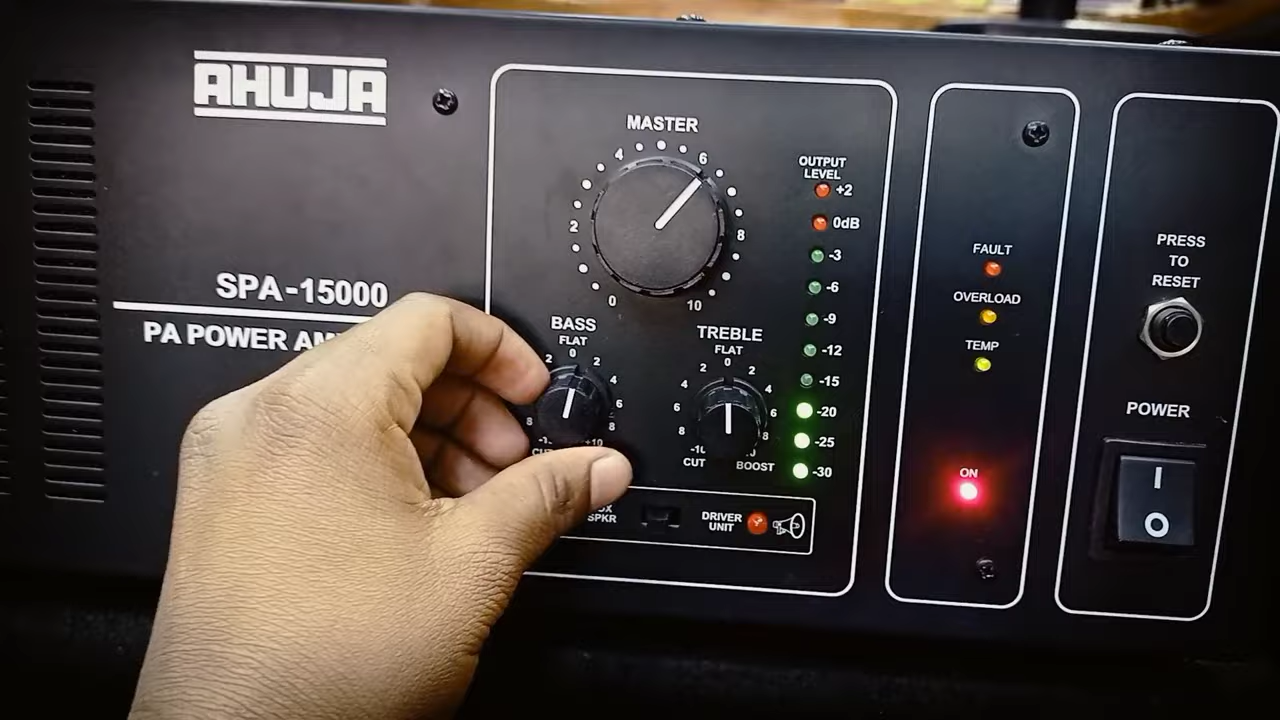 AHUJA
SPA-15000
PA POWER
MASTER
0 2 4 6 8 10
OUTPUT
LEVEL
+2
0dB
-3
-6
-9
-12
-15
-20
-25
-30
BASS
FLAT
2 0 2
4
6
8 8
+10
TREBLE
FLAT
2 0 2
4 4
6 6
8 8
CUT BOOST
SPKR
DRIVER
UNIT
FAULT
OVERLOAD
TEMP
ON
PRESS
TO
RESET
POWER
I
O